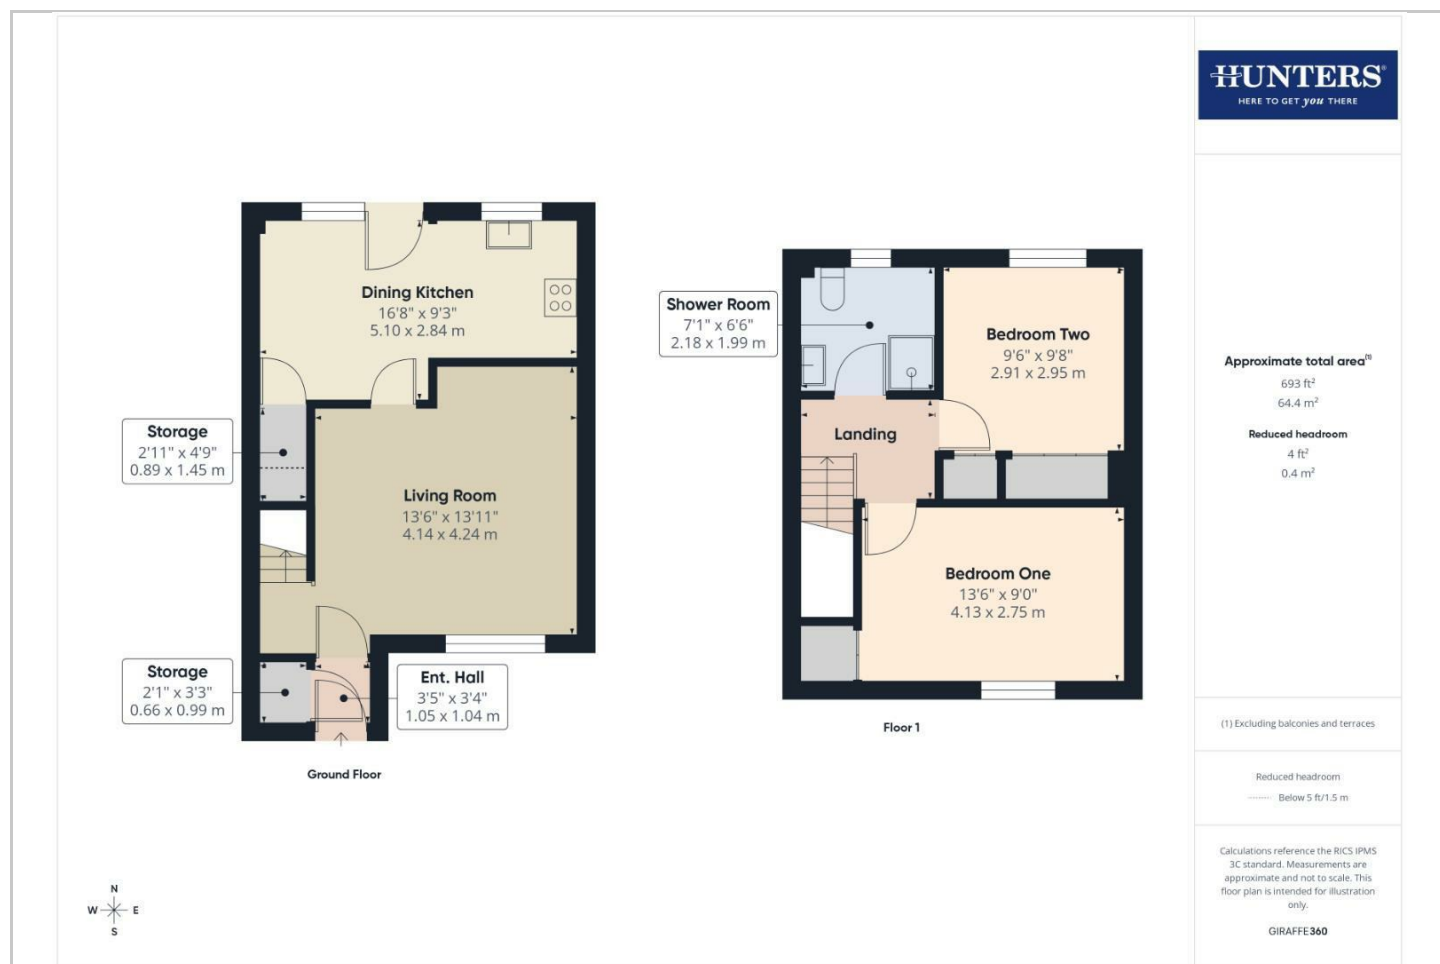 HUNTERS®
HERE TO GET you THERE
Dining Kitchen
16'8" x 9'3"
5.10 x 2.84 m
Storage
2'11" x 4'9"
0.89 x 1.45 m
Living Room
13'6" x 13'11"
4.14 x 4.24 m
Storage
2'1" x 3'3"
0.66 x 0.99 m
Ent. Hall
3'5" x 3'4"
1.05 x 1.04 m
Ground Floor
Shower Room
7'1" x 6'6"
2.18 x 1.99 m
Bedroom Two
9'6" x 9'8"
2.91 x 2.95 m
Landing
Bedroom One
13'6" x 9'0"
4.13 x 2.75 m
Floor 1
Approximate total area(1)
693 ft²
64.4 m²
Reduced headroom
4 ft²
0.4 m²
(1) Excluding balconies and terraces
Reduced headroom
Below 5 ft/1.5 m
Calculations reference the RICS IPMS
3C standard. Measurements are
approximate and not to scale. This
floor plan is intended for illustration
only.
GIRAFFE360
N
W E
S